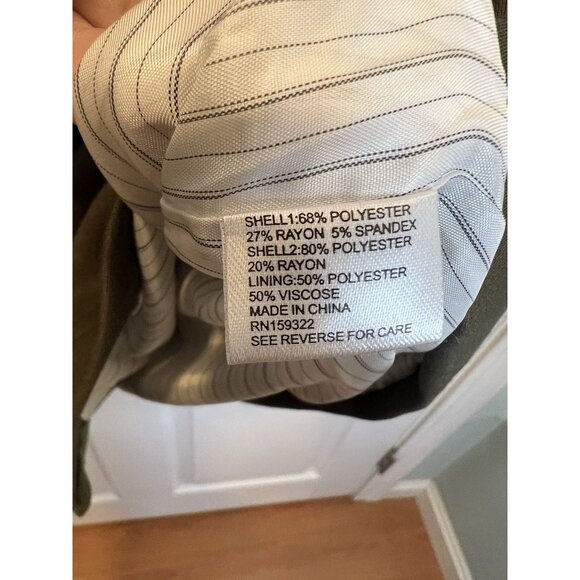 SHELL1:68% POLYESTER
27% RAYON 5% SPANDEX
SHELL2:80% POLYESTER
20% RAYON
LINING:50% POLYESTER
50% VISCOSE
MADE IN CHINA
RN159322
SEE REVERSE FOR CARE